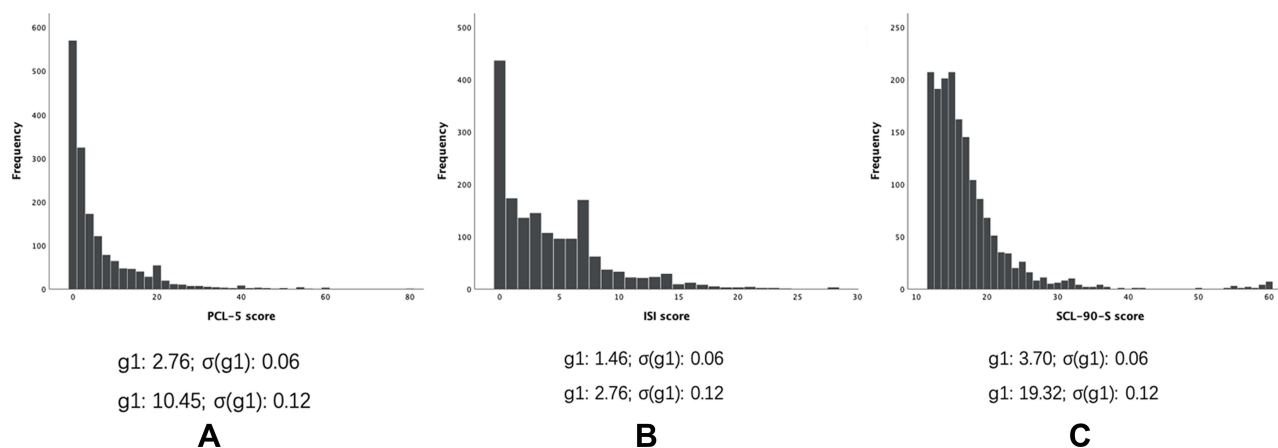 600
500
400
300
200
100
0
Frequency
0 20 40 60 80
PCL-5 score
g1: 2.76; σ(g1): 0.06
g1: 10.45; σ(g1): 0.12
A
500
400
300
200
100
0
Frequency
0 5 10 15 20 25 30
ISI score
g1: 1.46; σ(g1): 0.06
g1: 2.76; σ(g1): 0.12
B
250
200
150
100
50
0
Frequency
10 20 30 40 50 60
SCL-90-S score
g1: 3.70; σ(g1): 0.06
g1: 19.32; σ(g1): 0.12
C